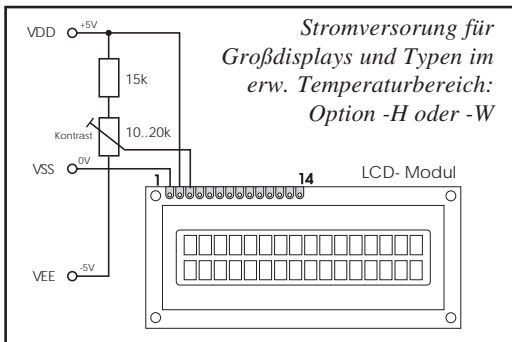 Stromversorung für
Großdisplays und Typen im
erw. Temperaturbereich:
Option -H oder -W
VDD +5V
15k
Kontrast 10..20k
VSS 0V
1 14
LCD- Modul
VEE -5V